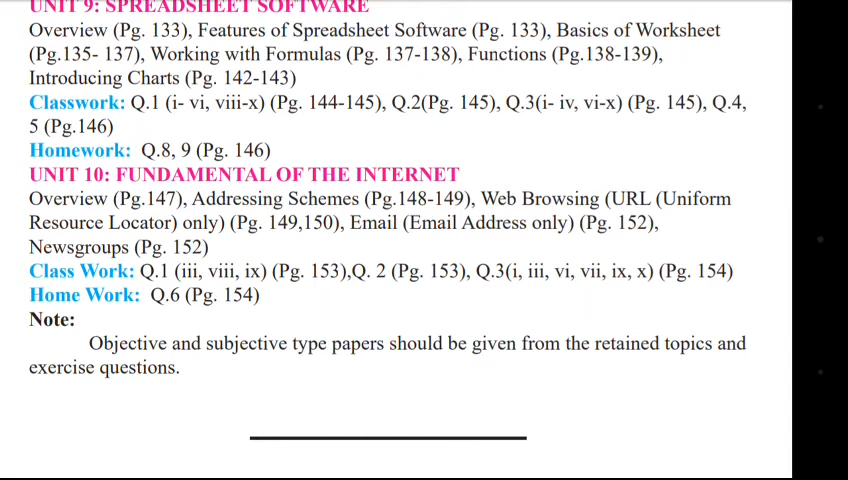 UNIT 9: SPREADSHEET SOFTWARE
Overview (Pg. 133), Features of Spreadsheet Software (Pg. 133), Basics of Worksheet
(Pg.135- 137), Working with Formulas (Pg. 137-138), Functions (Pg.138-139),
Introducing Charts (Pg. 142-143)
Classwork: Q.1 (i- vi, viii-x) (Pg. 144-145), Q.2(Pg. 145), Q.3(i- iv, vi-x) (Pg. 145), Q.4,
5 (Pg.146)
Homework: Q.8, 9 (Pg. 146)
UNIT 10: FUNDAMENTAL OF THE INTERNET
Overview (Pg.147), Addressing Schemes (Pg.148-149), Web Browsing (URL (Uniform
Resource Locator) only) (Pg. 149,150), Email (Email Address only) (Pg. 152),
Newsgroups (Pg. 152)
Class Work: Q.1 (iii, viii, ix) (Pg. 153),Q. 2 (Pg. 153), Q.3(i, iii, vi, vii, ix, x) (Pg. 154)
Home Work: Q.6 (Pg. 154)
Note:
Objective and subjective type papers should be given from the retained topics and
exercise questions.